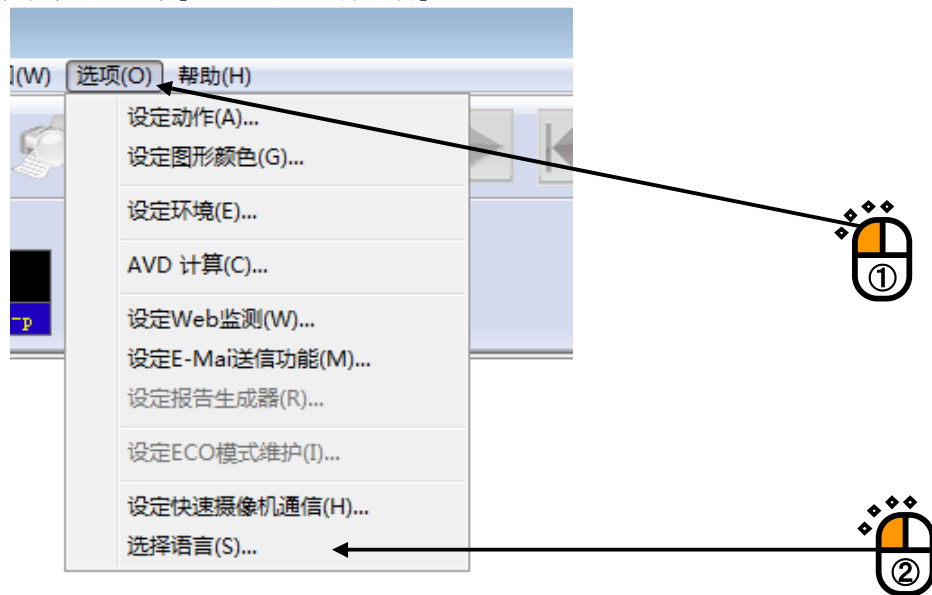 (W) 选项(O) 帮助(H)
设定动作(A)...
设定图形颜色(G)...
设定环境(E)...
AVD 计算(C)...
设定Web监测(W)...
-p
设定E-Mai送信功能(M)...
设定报告生成器(R)...
设定ECO模式维护(I)...
设定快速摄像机通信(H)...
选择语言(S)...
①
②